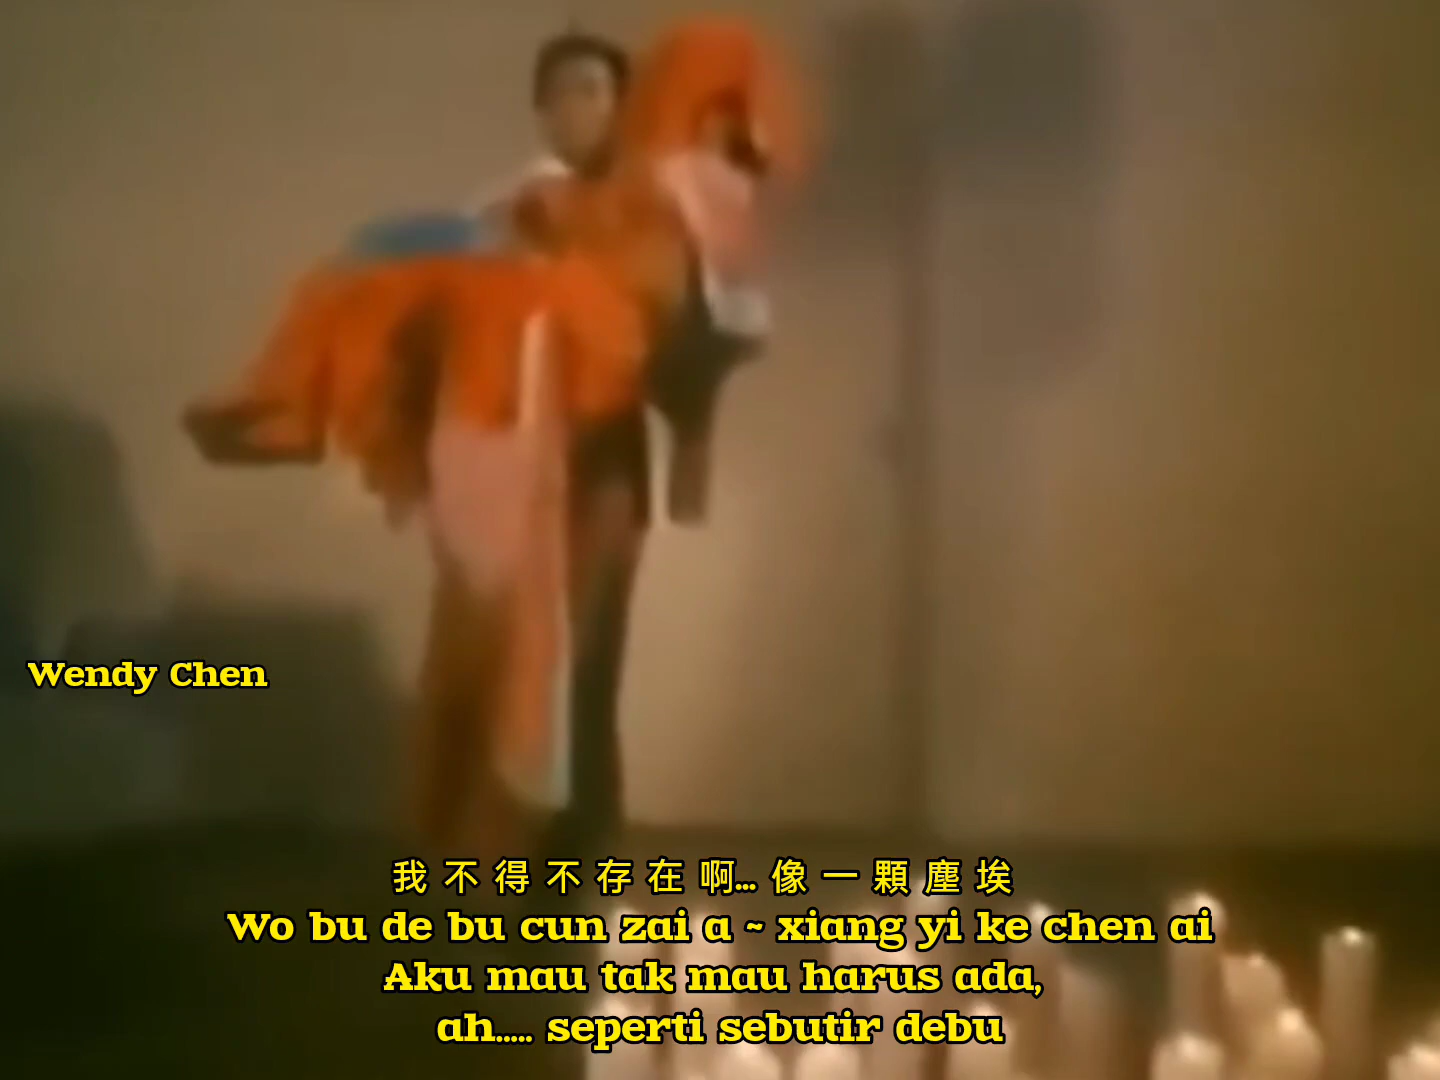 Wendy Chen
我不得不存在啊... 像一顆塵埃
Wo bu de bu cun zai a ~ xiang yi ke chen ai
Aku mau tak mau harus ada,
ah..... seperti sebutir debu